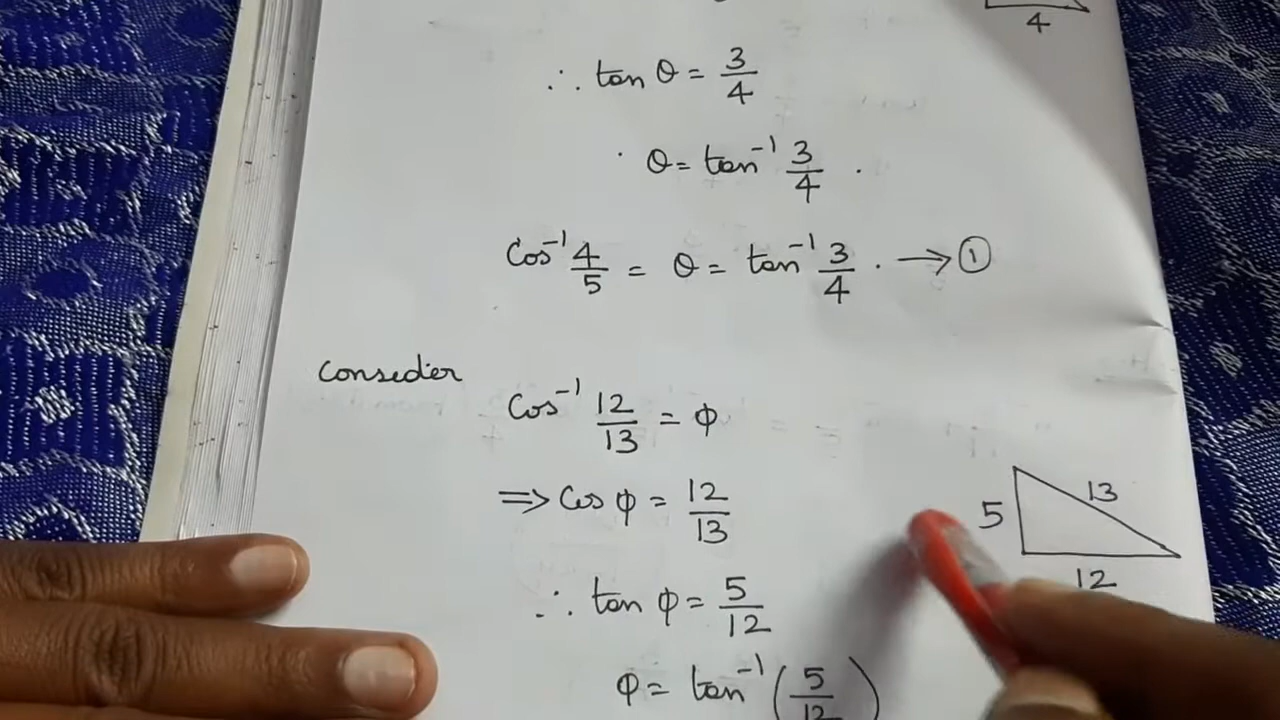 4
∴ tan θ = 3/4
θ = tan⁻¹ 3/4 .
Cos⁻¹ 4/5 = θ = tan⁻¹ 3/4 . → ①
Conseder
Cos⁻¹ 12/13 = φ
⇒ Cos φ = 12/13
5 13
12
∴ tan φ = 5/12
φ = tan⁻¹ (5/12)